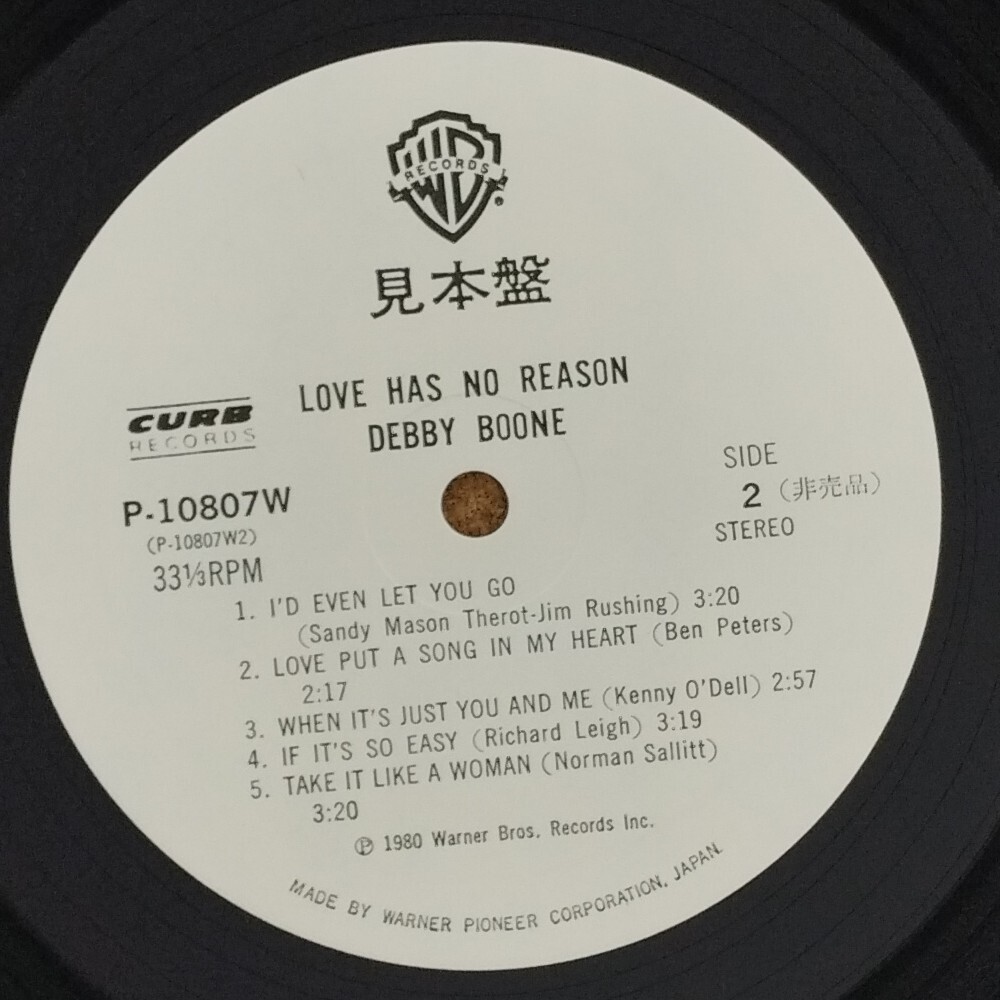 WB
RECORDS
®
見本盤
LOVE HAS NO REASON
DEBBY BOONE
CURB
RECORDS
P-10807W
(P-10807W2)
33⅓RPM
SIDE
2 (非売品)
STEREO
1. I'D EVEN LET YOU GO
(Sandy Mason Therot-Jim Rushing) 3:20
2. LOVE PUT A SONG IN MY HEART (Ben Peters)
2:17
3. WHEN IT'S JUST YOU AND ME (Kenny O'Dell) 2:57
4. IF IT'S SO EASY (Richard Leigh) 3:19
5. TAKE IT LIKE A WOMAN (Norman Sallitt)
3:20
℗ 1980 Warner Bros. Records Inc.
MADE BY WARNER PIONEER CORPORATION, JAPAN.